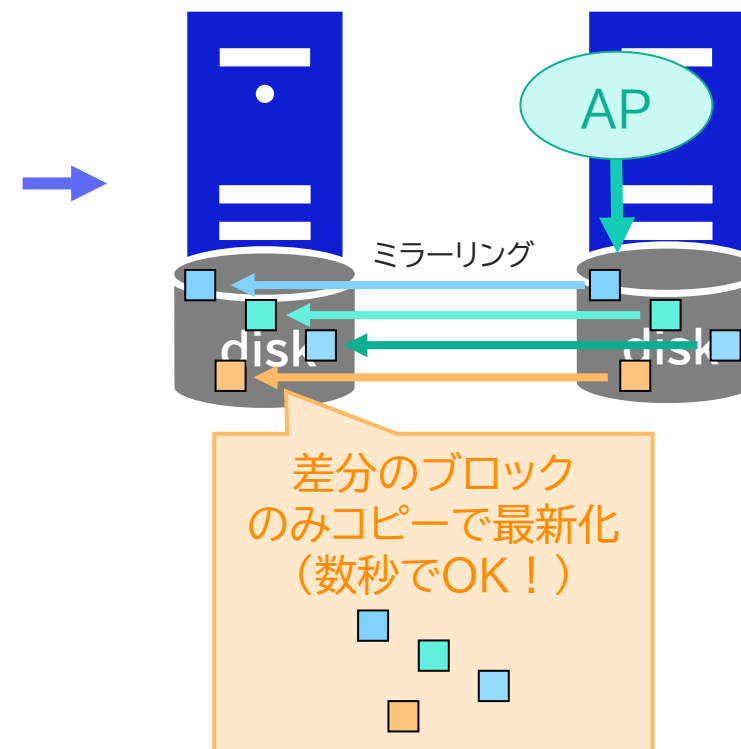 AP
ミラーリング
disk
disk
差分のブロック
のみコピーで最新化
（数秒でOK！）